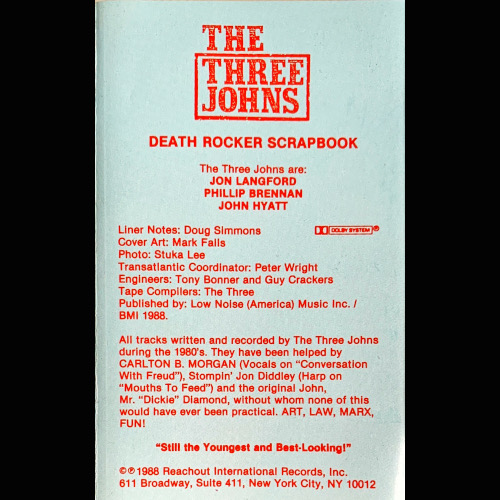 THE
THREE
JOHNS
DEATH ROCKER SCRAPBOOK
The Three Johns are:
JON LANGFORD
PHILLIP BRENNAN
JOHN HYATT
Liner Notes: Doug Simmons
DOLBY SYSTEM®
Cover Art: Mark Falls
Photo: Stuka Lee
Transatlantic Coordinator: Peter Wright
Engineers: Tony Bonner and Guy Crackers
Tape Compilers: The Three
Published by: Low Noise (America) Music Inc. /
BMI 1988.
All tracks written and recorded by The Three Johns
during the 1980's. They have been helped by
CARLTON B. MORGAN (Vocals on "Conversation
With Freud"), Stompin' Jon Diddley (Harp on
"Mouths To Feed") and the original John,
Mr. "Dickie" Diamond, without whom none of this
would have ever been practical. ART, LAW, MARX,
FUN!
"Still the Youngest and Best-Looking!"
©℗1988 Reachout International Records, Inc.
611 Broadway, Suite 411, New York City, NY 10012